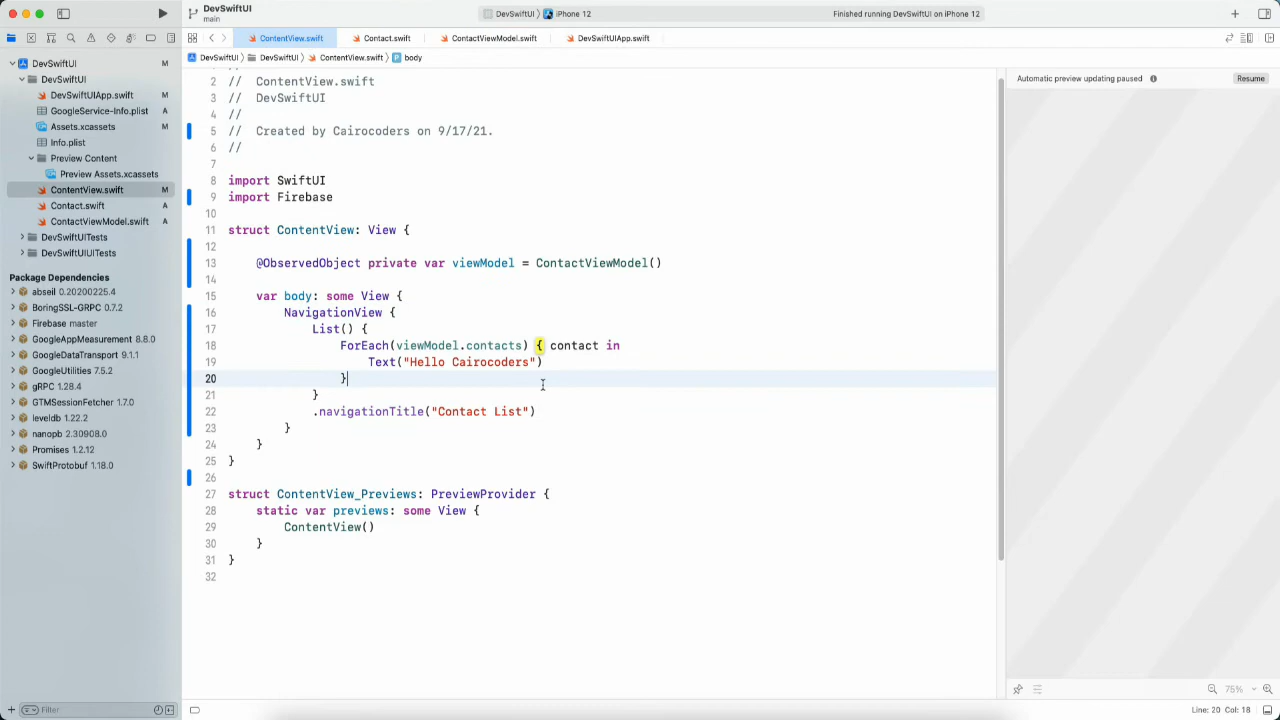 DevSwiftUI
main
DevSwiftUI 〉 iPhone 12
Finished running DevSwiftUI on iPhone 12
ContentView.swift
Contact.swift
ContactViewModel.swift
DevSwiftUIApp.swift
DevSwiftUI 〉 DevSwiftUI 〉 ContentView.swift 〉 P body
DevSwiftUI M
DevSwiftUI
DevSwiftUIApp.swift M
GoogleService-Info.plist A
Assets.xcassets M
Info.plist
Preview Content
Preview Assets.xcassets
ContentView.swift M
Contact.swift A
ContactViewModel.swift A
DevSwiftUITests
DevSwiftUIUITests
Package Dependencies
abseil 0.20200225.4
BoringSSL-GRPC 0.7.2
Firebase master
GoogleAppMeasurement 8.8.0
GoogleDataTransport 9.1.1
GoogleUtilities 7.5.2
gRPC 1.28.4
GTMSessionFetcher 1.7.0
leveldb 1.22.2
nanopb 2.30908.0
Promises 1.2.12
SwiftProtobuf 1.18.0
Filter
2 // ContentView.swift
3 // DevSwiftUI
4 //
5 // Created by Cairocoders on 9/17/21.
6 //
7
8 import SwiftUI
9 import Firebase
10
11 struct ContentView: View {
12
13 @ObservedObject private var viewModel = ContactViewModel()
14
15 var body: some View {
16 NavigationView {
17 List() {
18 ForEach(viewModel.contacts) { contact in
19 Text("Hello Cairocoders")
20 }
21 }
22 .navigationTitle("Contact List")
23 }
24 }
25 }
26
27 struct ContentView_Previews: PreviewProvider {
28 static var previews: some View {
29 ContentView()
30 }
31 }
32
Automatic preview updating paused
Resume
75%
Line: 20 Col: 18